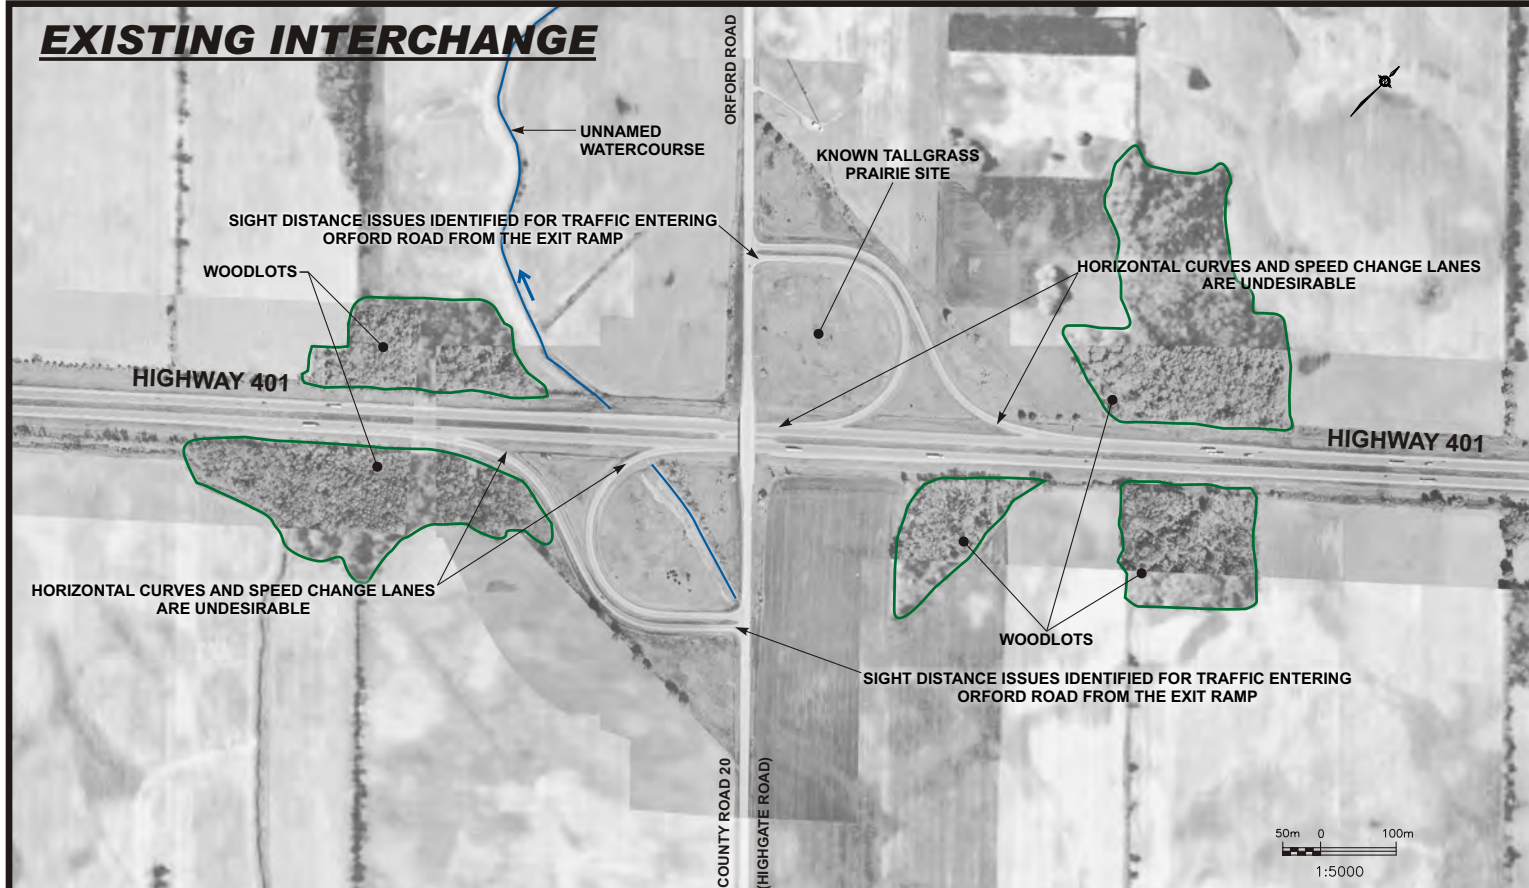 EXISTING INTERCHANGE
ORFORD ROAD
UNNAMED
WATERCOURSE
KNOWN TALLGRASS
PRAIRIE SITE
SIGHT DISTANCE ISSUES IDENTIFIED FOR TRAFFIC ENTERING
ORFORD ROAD FROM THE EXIT RAMP
WOODLOTS
HORIZONTAL CURVES AND SPEED CHANGE LANES
ARE UNDESIRABLE
HIGHWAY 401
HIGHWAY 401
HORIZONTAL CURVES AND SPEED CHANGE LANES
ARE UNDESIRABLE
WOODLOTS
SIGHT DISTANCE ISSUES IDENTIFIED FOR TRAFFIC ENTERING
ORFORD ROAD FROM THE EXIT RAMP
COUNTY ROAD 20
(HIGHGATE ROAD)
50m 0 100m
1:5000